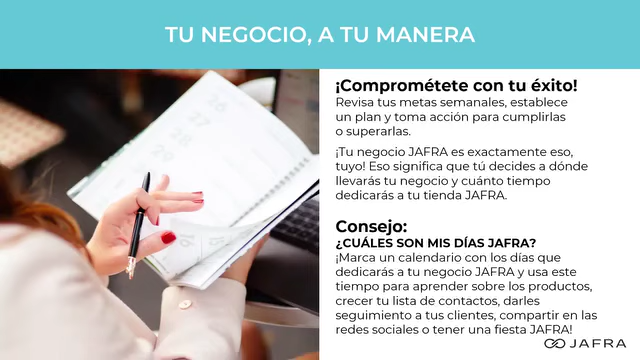 TU NEGOCIO, A TU MANERA
26
27
28
29
¡Comprométete con tu éxito!
Revisa tus metas semanales, establece
un plan y toma acción para cumplirlas
o superarlas.
¡Tu negocio JAFRA es exactamente eso,
tuyo! Eso significa que tú decides a dónde
llevarás tu negocio y cuánto tiempo
dedicarás a tu tienda JAFRA.
Consejo:
¿CUÁLES SON MIS DÍAS JAFRA?
¡Marca un calendario con los días que
dedicarás a tu negocio JAFRA y usa este
tiempo para aprender sobre los productos,
crecer tu lista de contactos, darles
seguimiento a tus clientes, compartir en las
redes sociales o tener una fiesta JAFRA!
JAFRA